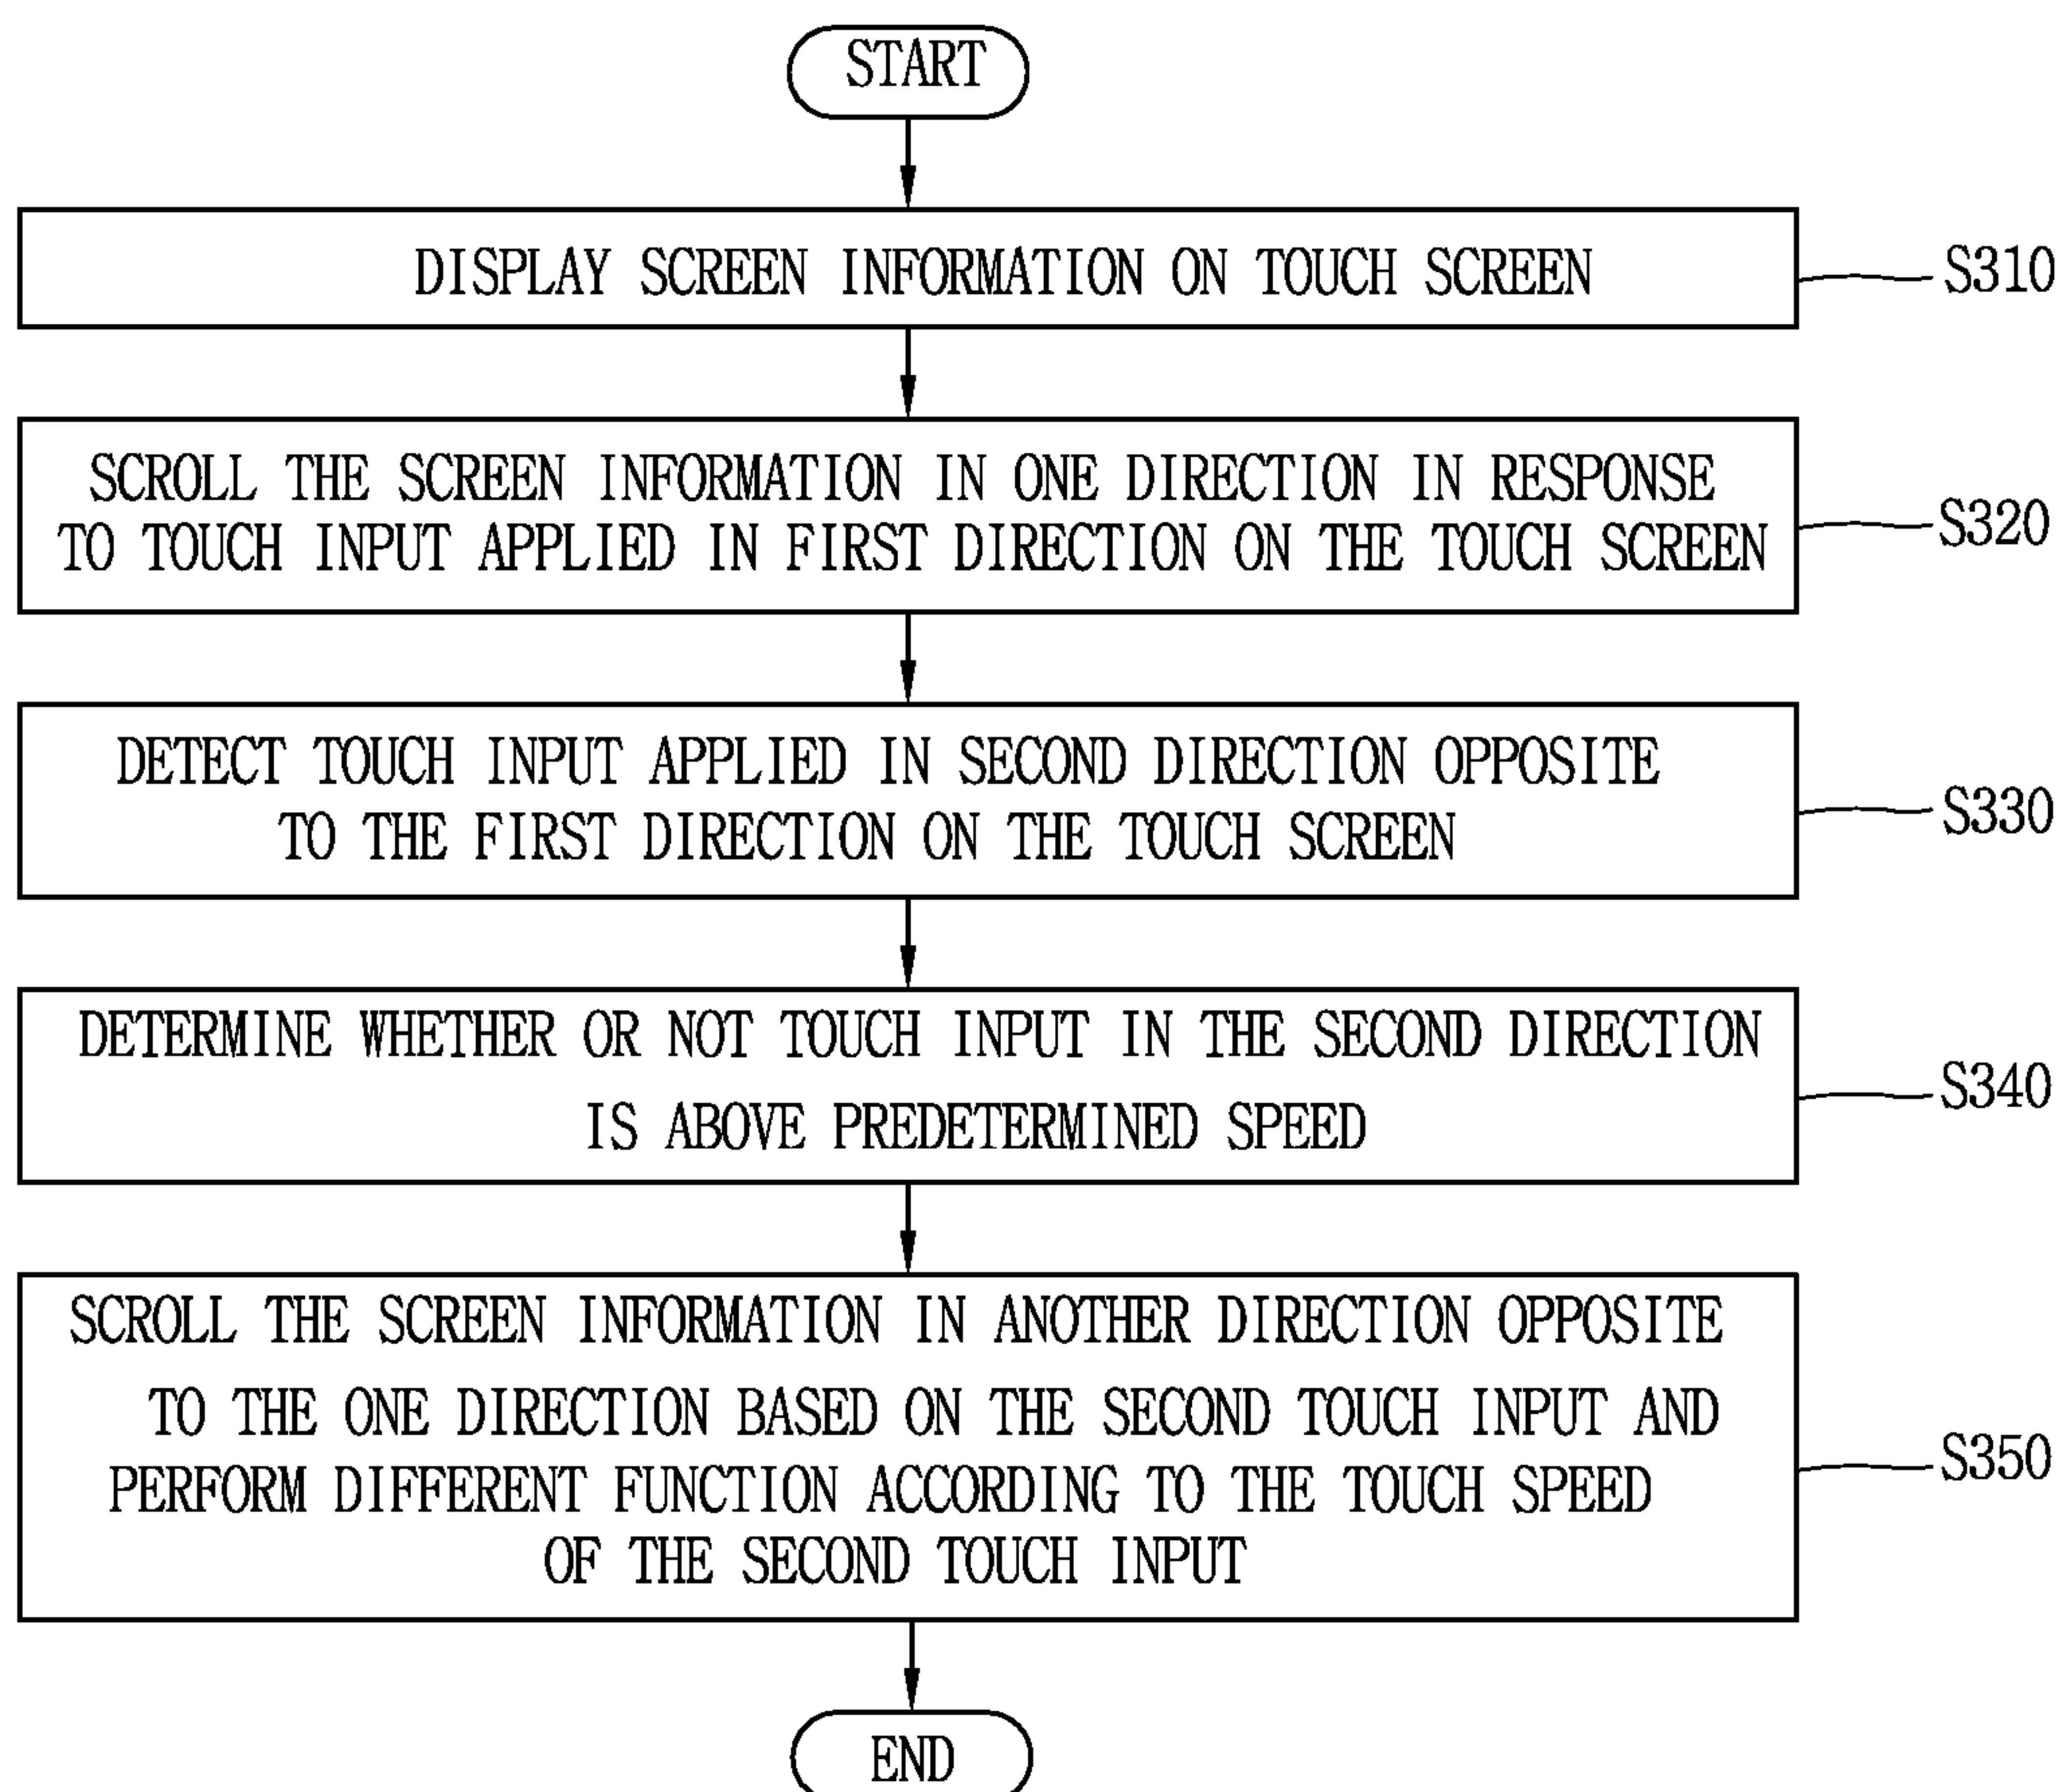 START
DISPLAY SCREEN INFORMATION ON TOUCH SCREEN
S310
SCROLL THE SCREEN INFORMATION IN ONE DIRECTION IN RESPONSE
TO TOUCH INPUT APPLIED IN FIRST DIRECTION ON THE TOUCH SCREEN
S320
DETECT TOUCH INPUT APPLIED IN SECOND DIRECTION OPPOSITE
TO THE FIRST DIRECTION ON THE TOUCH SCREEN
S330
DETERMINE WHETHER OR NOT TOUCH INPUT IN THE SECOND DIRECTION
IS ABOVE PREDETERMINED SPEED
S340
SCROLL THE SCREEN INFORMATION IN ANOTHER DIRECTION OPPOSITE
TO THE ONE DIRECTION BASED ON THE SECOND TOUCH INPUT AND
PERFORM DIFFERENT FUNCTION ACCORDING TO THE TOUCH SPEED
OF THE SECOND TOUCH INPUT
S350
END